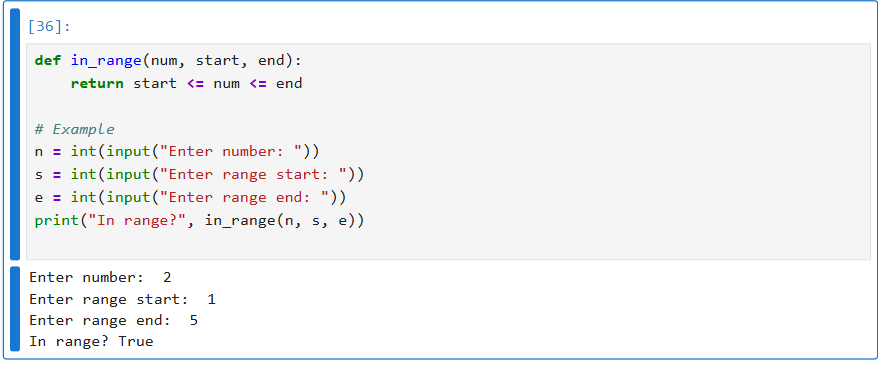 [36]:
def in_range(num, start, end):
    return start <= num <= end
# Example
n = int(input("Enter number: "))
s = int(input("Enter range start: "))
e = int(input("Enter range end: "))
print("In range?", in_range(n, s, e))
Enter number:  2
Enter range start:  1
Enter range end:  5
In range? True